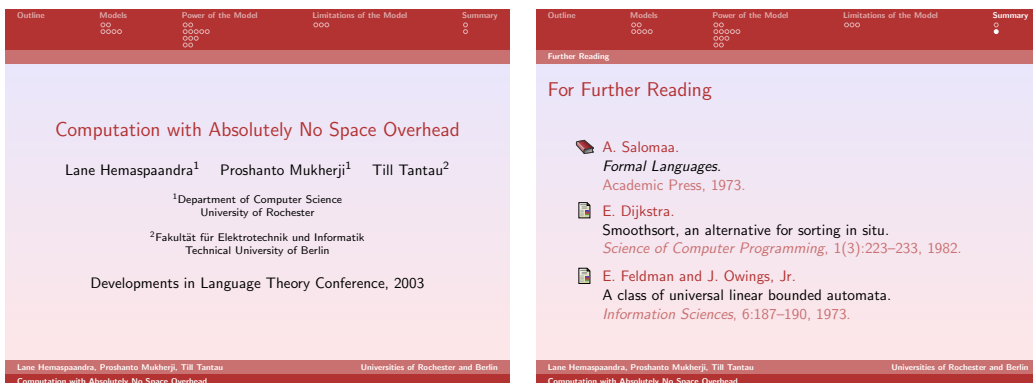 Outline Models Power of the Model Limitations of the Model Summary
Computation with Absolutely No Space Overhead
Lane Hemaspaandra1 Proshanto Mukherji1 Till Tantau2
1Department of Computer Science
University of Rochester
2Fakultät für Elektrotechnik und Informatik
Technical University of Berlin
Developments in Language Theory Conference, 2003
Lane Hemaspaandra, Proshanto Mukherji, Till Tantau Universities of Rochester and Berlin
Computation with Absolutely No Space Overhead
Outline Models Power of the Model Limitations of the Model Summary
Further Reading
For Further Reading
A. Salomaa.
Formal Languages.
Academic Press, 1973.
E. Dijkstra.
Smoothsort, an alternative for sorting in situ.
Science of Computer Programming, 1(3):223–233, 1982.
E. Feldman and J. Owings, Jr.
A class of universal linear bounded automata.
Information Sciences, 6:187–190, 1973.
Lane Hemaspaandra, Proshanto Mukherji, Till Tantau Universities of Rochester and Berlin
Computation with Absolutely No Space Overhead